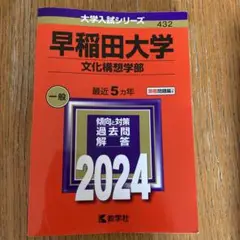 大学入試シリーズ
432
早稲田大学
文化構想学部
一般
最近5ヵ年
傾向と対策
過去問
解答
2024
教学社